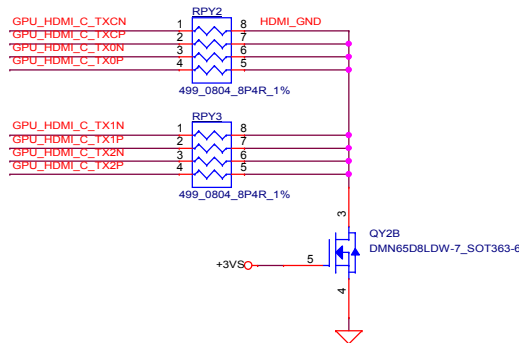 RPY2
GPU_HDMI_C_TXCN 1 8 HDMI_GND
GPU_HDMI_C_TXCP 2 7
GPU_HDMI_C_TX0N 3 6
GPU_HDMI_C_TX0P 4 5
499_0804_8P4R_1%
RPY3
GPU_HDMI_C_TX1N 1 8
GPU_HDMI_C_TX1P 2 7
GPU_HDMI_C_TX2N 3 6
GPU_HDMI_C_TX2P 4 5
499_0804_8P4R_1%
3
QY2B
DMN65D8LDW-7_SOT363-6
+3VS 5
4